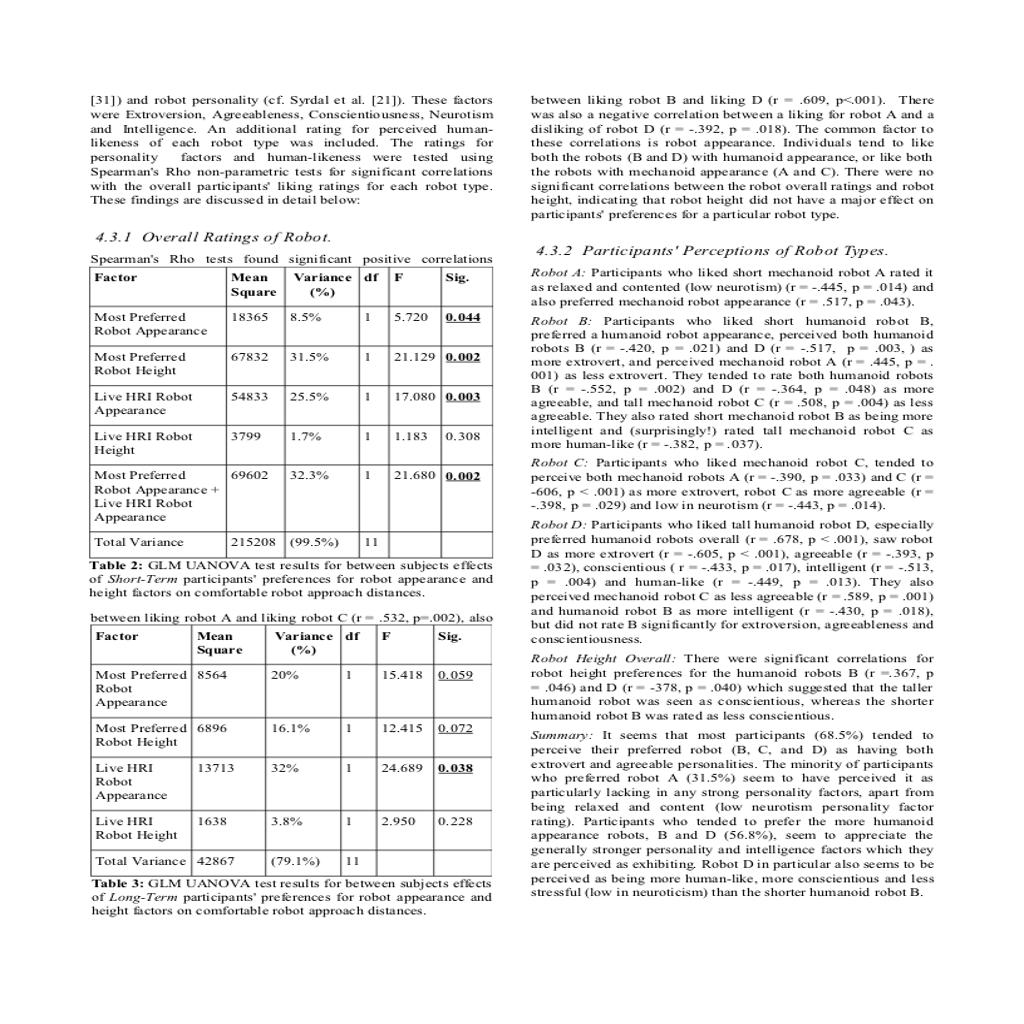 [31]) and robot personality (cf. Syrdal et al. [21]). These factors
were Extroversion, Agreeableness, Conscientiousness, Neurotism
and Intelligence. An additional rating for perceived human-
likeness of each robot type was included. The ratings for
personality factors and human-likeness were tested using
Spearman's Rho non-parametric tests for significant correlations
with the overall participants' liking ratings for each robot type.
These findings are discussed in detail below:
4.3.1 Overall Ratings of Robot.
Spearman's Rho tests found significant positive correlations
Factor Mean Variance df F Sig.
Square (%)
Most Preferred 18365 8.5% 1 5.720 0.044
Robot Appearance
Most Preferred 67832 31.5% 1 21.129 0.002
Robot Height
Live HRI Robot 54833 25.5% 1 17.080 0.003
Appearance
Live HRI Robot 3799 1.7% 1 1.183 0.308
Height
Most Preferred 69602 32.3% 1 21.680 0.002
Robot Appearance +
Live HRI Robot
Appearance
Total Variance 215208 (99.5%) 11
Table 2: GLM UANOVA test results for between subjects effects
of Short-Term participants' preferences for robot appearance and
height factors on comfortable robot approach distances.
between liking robot A and liking robot C (r = .532, p=.002), also
Factor Mean Variance df F Sig.
Square (%)
Most Preferred 8564 20% 1 15.418 0.059
Robot
Appearance
Most Preferred 6896 16.1% 1 12.415 0.072
Robot Height
Live HRI 13713 32% 1 24.689 0.038
Robot
Appearance
Live HRI 1638 3.8% 1 2.950 0.228
Robot Height
Total Variance 42867 (79.1%) 11
Table 3: GLM UANOVA test results for between subjects effects
of Long-Term participants' preferences for robot appearance and
height factors on comfortable robot approach distances.
between liking robot B and liking D (r = .609, p<.001). There
was also a negative correlation between a liking for robot A and a
disliking of robot D (r = -.392, p = .018). The common factor to
these correlations is robot appearance. Individuals tend to like
both the robots (B and D) with humanoid appearance, or like both
the robots with mechanoid appearance (A and C). There were no
significant correlations between the robot overall ratings and robot
height, indicating that robot height did not have a major effect on
participants' preferences for a particular robot type.
4.3.2 Participants' Perceptions of Robot Types.
Robot A: Participants who liked short mechanoid robot A rated it
as relaxed and contented (low neurotism) (r = -.445, p = .014) and
also preferred mechanoid robot appearance (r = .517, p = .043).
Robot B: Participants who liked short humanoid robot B,
preferred a humanoid robot appearance, perceived both humanoid
robots B (r = -.420, p = .021) and D (r = -.517, p = .003, ) as
more extrovert, and perceived mechanoid robot A (r = .445, p = .
001) as less extrovert. They tended to rate both humanoid robots
B (r = -.552, p = .002) and D (r = -.364, p = .048) as more
agreeable, and tall mechanoid robot C (r = .508, p = .004) as less
agreeable. They also rated short mechanoid robot B as being more
intelligent and (surprisingly!) rated tall mechanoid robot C as
more human-like (r = -.382, p = .037).
Robot C: Participants who liked mechanoid robot C, tended to
perceive both mechanoid robots A (r = -.390, p = .033) and C (r =
-606, p < .001) as more extrovert, robot C as more agreeable (r =
-.398, p = .029) and low in neurotism (r = -.443, p = .014).
Robot D: Participants who liked tall humanoid robot D, especially
preferred humanoid robots overall (r = .678, p < .001), saw robot
D as more extrovert (r = -.605, p < .001), agreeable (r = -.393, p
= .032), conscientious ( r = -.433, p = .017), intelligent (r = -.513,
p = .004) and human-like (r = -.449, p = .013). They also
perceived mechanoid robot C as less agreeable (r = .589, p = .001)
and humanoid robot B as more intelligent (r = -.430, p = .018),
but did not rate B significantly for extroversion, agreeableness and
conscientiousness.
Robot Height Overall: There were significant correlations for
robot height preferences for the humanoid robots B (r =.367, p
= .046) and D (r = -378, p = .040) which suggested that the taller
humanoid robot was seen as conscientious, whereas the shorter
humanoid robot B was rated as less conscientious.
Summary: It seems that most participants (68.5%) tended to
perceive their preferred robot (B, C, and D) as having both
extrovert and agreeable personalities. The minority of participants
who preferred robot A (31.5%) seem to have perceived it as
particularly lacking in any strong personality factors, apart from
being relaxed and content (low neurotism personality factor
rating). Participants who tended to prefer the more humanoid
appearance robots, B and D (56.8%), seem to appreciate the
generally stronger personality and intelligence factors which they
are perceived as exhibiting. Robot D in particular also seems to be
perceived as being more human-like, more conscientious and less
stressful (low in neuroticism) than the shorter humanoid robot B.